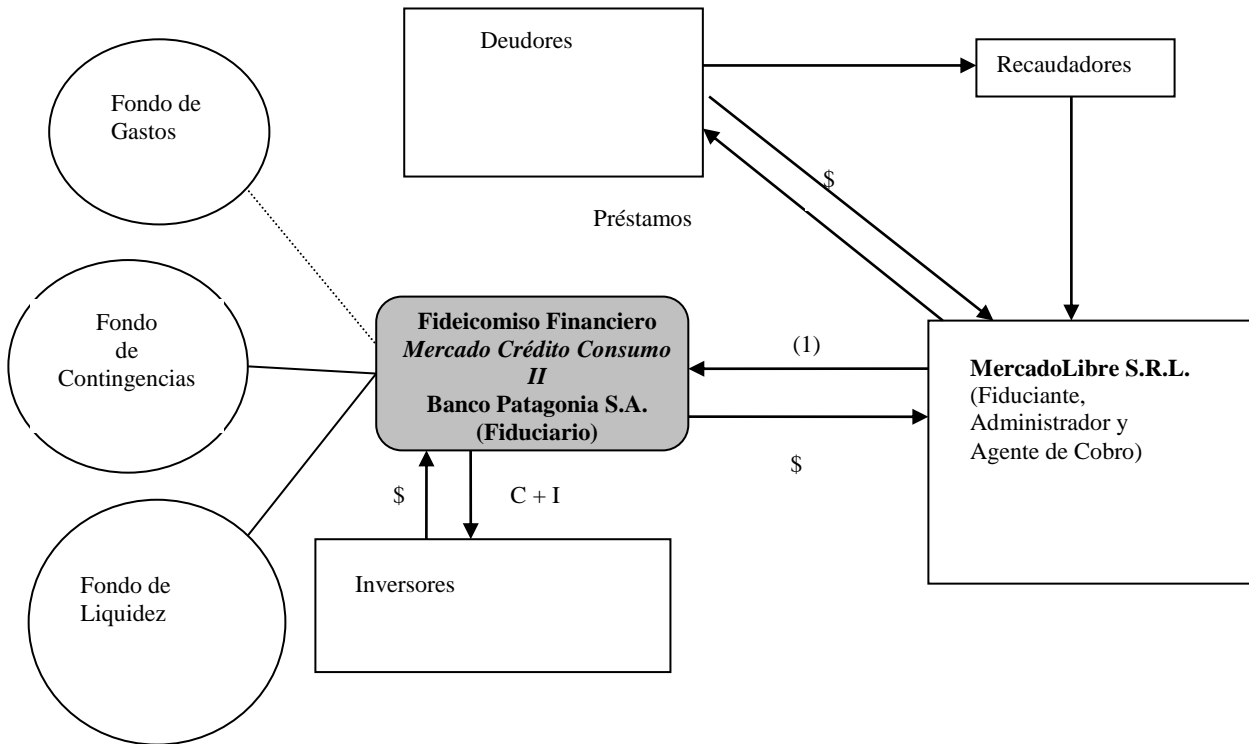 Deudores
Recaudadores
Fondo de
Gastos
$
Préstamos
Fondo
de
Contingencias
Fideicomiso Financiero
Mercado Crédito Consumo
II
Banco Patagonia S.A.
(Fiduciario)
(1)
MercadoLibre S.R.L.
(Fiduciante,
Administrador y
Agente de Cobro)
$
$
C + I
Fondo de
Liquidez
Inversores